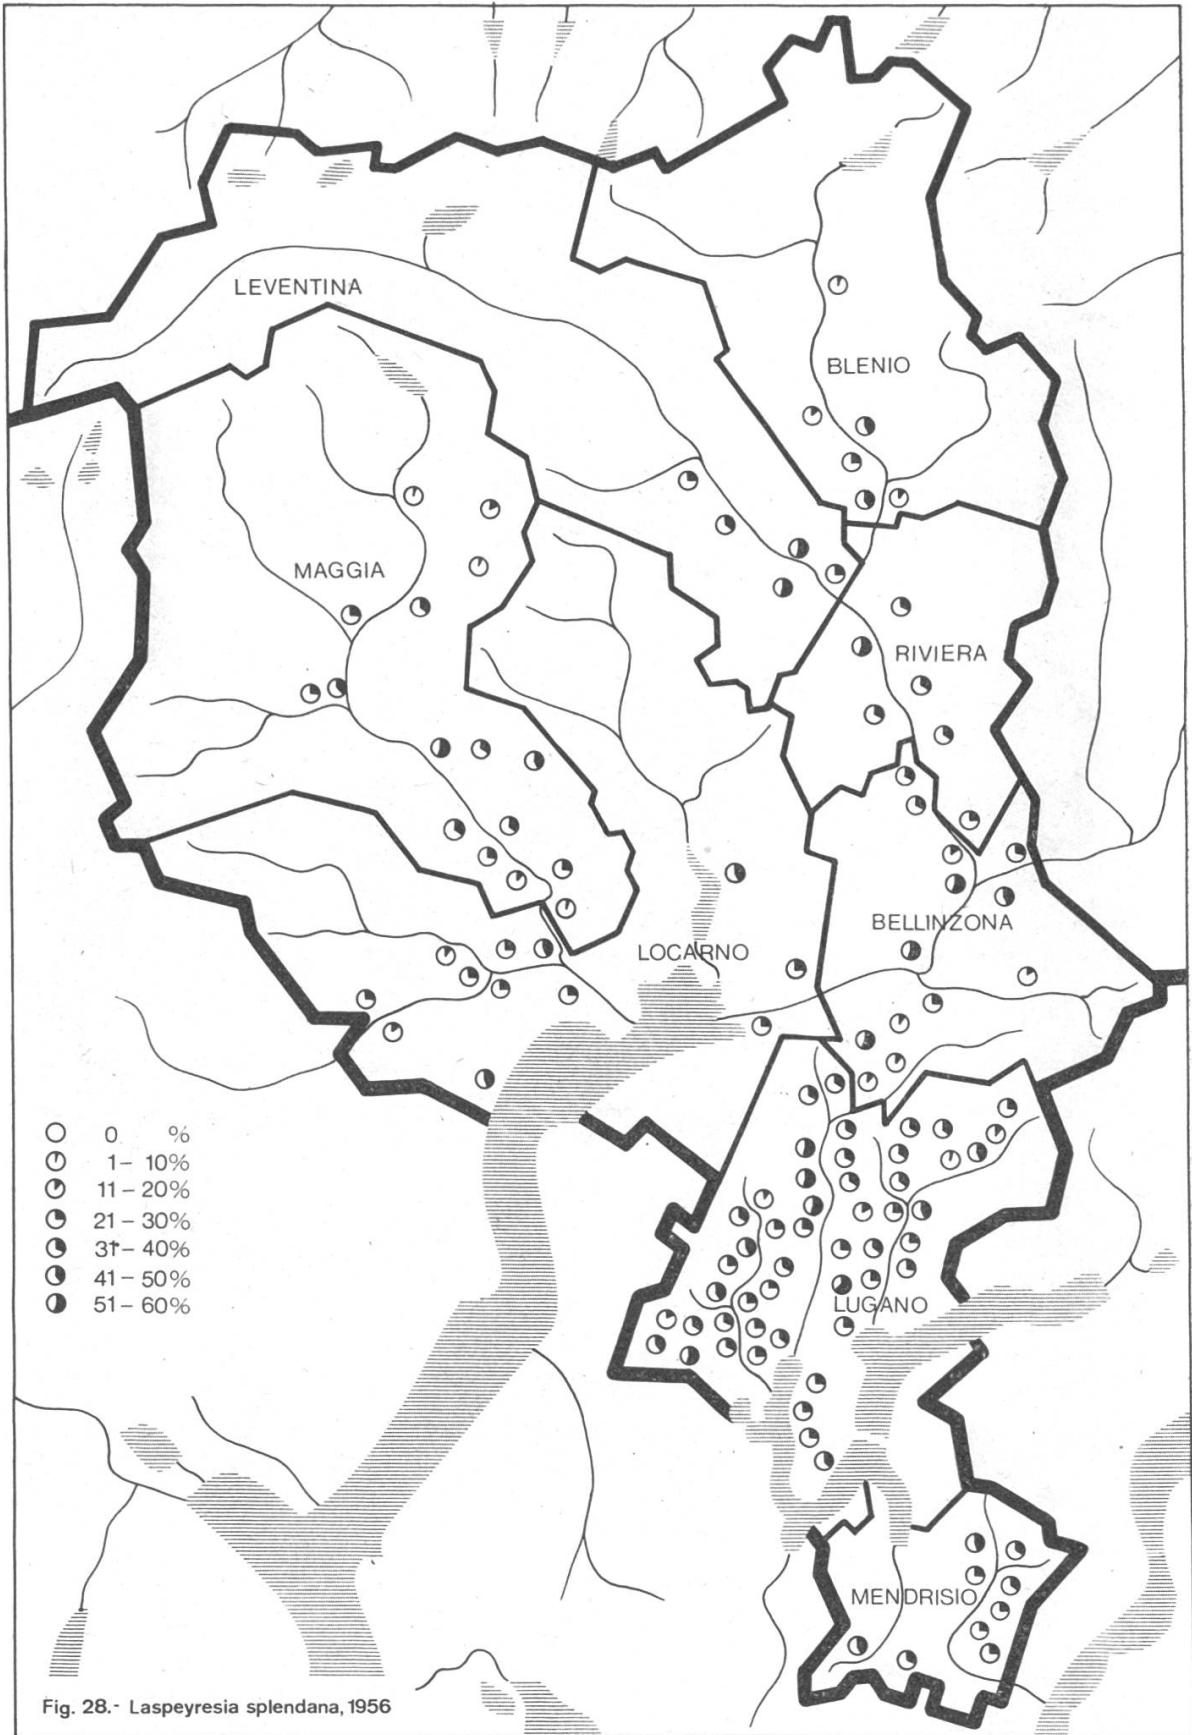 LEVENTINA
BLENIO
MAGGIA
RIVIERA
BELLINZONA
LOCARNO
0 %
1 – 10%
11 – 20%
21 – 30%
31 – 40%
41 – 50%
51 – 60%
LUGANO
MENDRISIO
Fig. 28.- Laspeyresia splendana, 1956